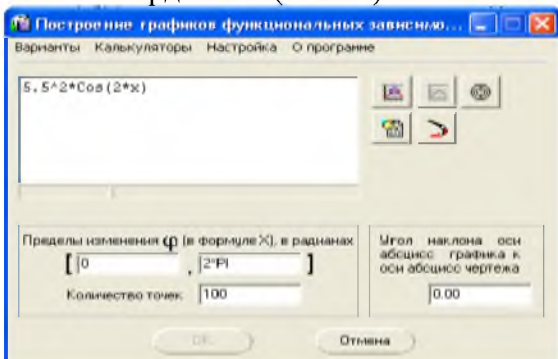 Построение графиков функциональных зависимо...
Варианты Калькуляторы Настройка О программе
5.5^2*Cos(2*x)
Пределы изменения φ (в формуле X), в радианах
[ 0 , 2*PI ]
Количество точек 100
Угол наклона оси
абсцисс графика к
оси абсцисс чертежа
0.00
OK Отмена